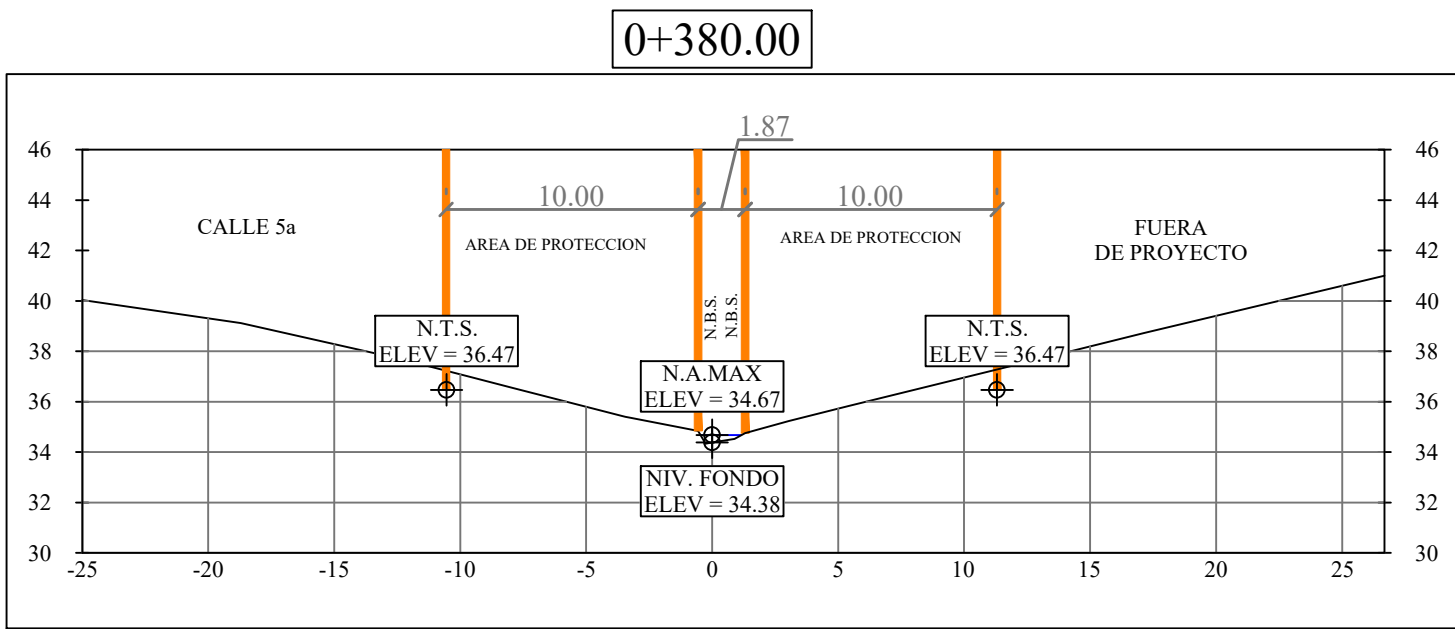 0+380.00
1.87
46
46
10.00
10.00
44
44
CALLE 5a
AREA DE PROTECCION
AREA DE PROTECCION
FUERA
DE PROYECTO
42
42
40
40
N.B.S.
N.B.S.
N.T.S.
ELEV = 36.47
N.T.S.
ELEV = 36.47
38
38
N.A.MAX
ELEV = 34.67
36
36
34
34
NIV. FONDO
ELEV = 34.38
32
32
30
30
-25
-20
-15
-10
-5
0
5
10
15
20
25